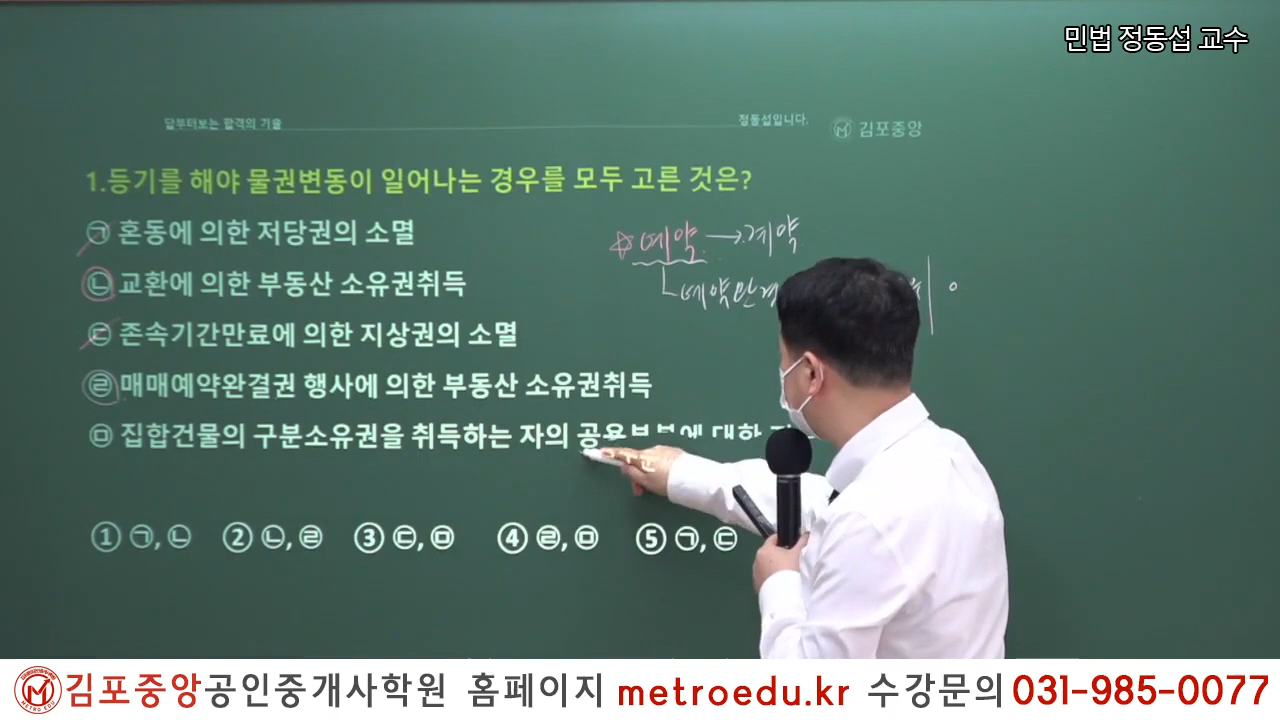 민법 정동섭 교수
답부터보는 합격의 기술
정동섭입니다.
김포중앙
1.등기를 해야 물권변동이 일어나는 경우를 모두 고른 것은?
㉠ 혼동에 의한 저당권의 소멸
☆ 예약 → 계약
㉡ 교환에 의한 부동산 소유권취득
예약완결
㉢ 존속기간만료에 의한 지상권의 소멸
㉣ 매매예약완결권 행사에 의한 부동산 소유권취득
㉤ 집합건물의 구분소유권을 취득하는 자의 공용부분에 대한
① ㉠, ㉡ ② ㉡, ㉣ ③ ㉢, ㉤ ④ ㉣, ㉤ ⑤ ㉠, ㉢
METRO EDU 김포중앙공인중개사학원 홈페이지 metroedu.kr 수강문의 031-985-0077